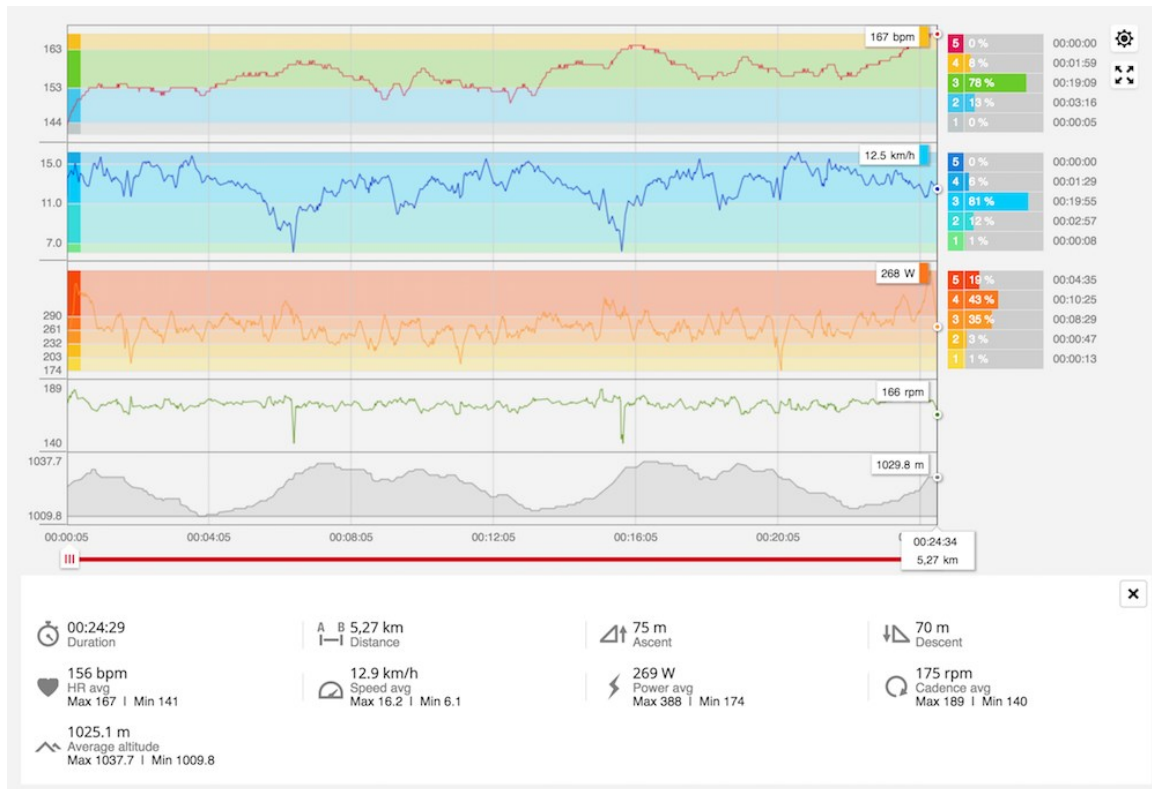 167 bpm
163
153
144
5 0 % 00:00:00
4 8 % 00:01:59
3 78 % 00:19:09
2 13 % 00:03:16
1 0 % 00:00:05
12.5 km/h
15.0
11.0
7.0
5 0 % 00:00:00
4 6 % 00:01:29
3 81 % 00:19:55
2 12 % 00:02:57
1 1 % 00:00:08
268 W
290
261
232
203
174
5 19 % 00:04:35
4 43 % 00:10:25
3 35 % 00:08:29
2 3 % 00:00:47
1 1 % 00:00:13
189
166 rpm
140
1037.7
1029.8 m
1009.8
00:00:05 00:04:05 00:08:05 00:12:05 00:16:05 00:20:05
00:24:34
5,27 km
00:24:29
Duration
A B 5,27 km
Distance
75 m
Ascent
70 m
Descent
156 bpm
HR avg
Max 167 | Min 141
12.9 km/h
Speed avg
Max 16.2 | Min 6.1
269 W
Power avg
Max 388 | Min 174
175 rpm
Cadence avg
Max 189 | Min 140
1025.1 m
Average altitude
Max 1037.7 | Min 1009.8